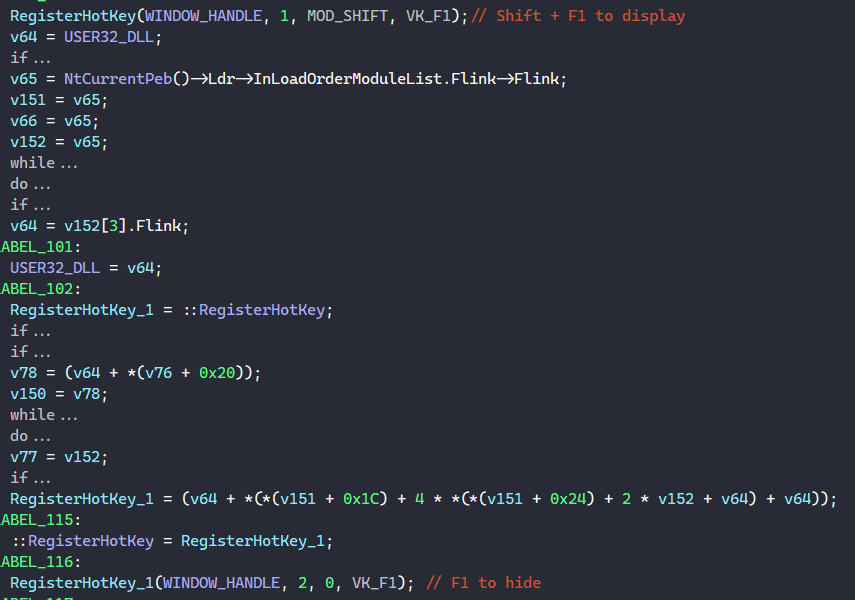 RegisterHotKey(WINDOW_HANDLE, 1, MOD_SHIFT, VK_F1); // Shift + F1 to display
v64 = USER32_DLL;
if ...
v65 = NtCurrentPeb()->Ldr->InLoadOrderModuleList.Flink->Flink;
v151 = v65;
v66 = v65;
v152 = v65;
while ...
do ...
if ...
v64 = v152[3].Flink;
ABEL_101:
USER32_DLL = v64;
ABEL_102:
RegisterHotKey_1 = ::RegisterHotKey;
if ...
if ...
v78 = (v64 + *(v76 + 0x20));
v150 = v78;
while ...
do ...
v77 = v152;
if ...
RegisterHotKey_1 = (v64 + *(*(v151 + 0x1C) + 4 * *(*(v151 + 0x24) + 2 * v152 + v64) + v64));
ABEL_115:
::RegisterHotKey = RegisterHotKey_1;
ABEL_116:
RegisterHotKey_1(WINDOW_HANDLE, 2, 0, VK_F1); // F1 to hide